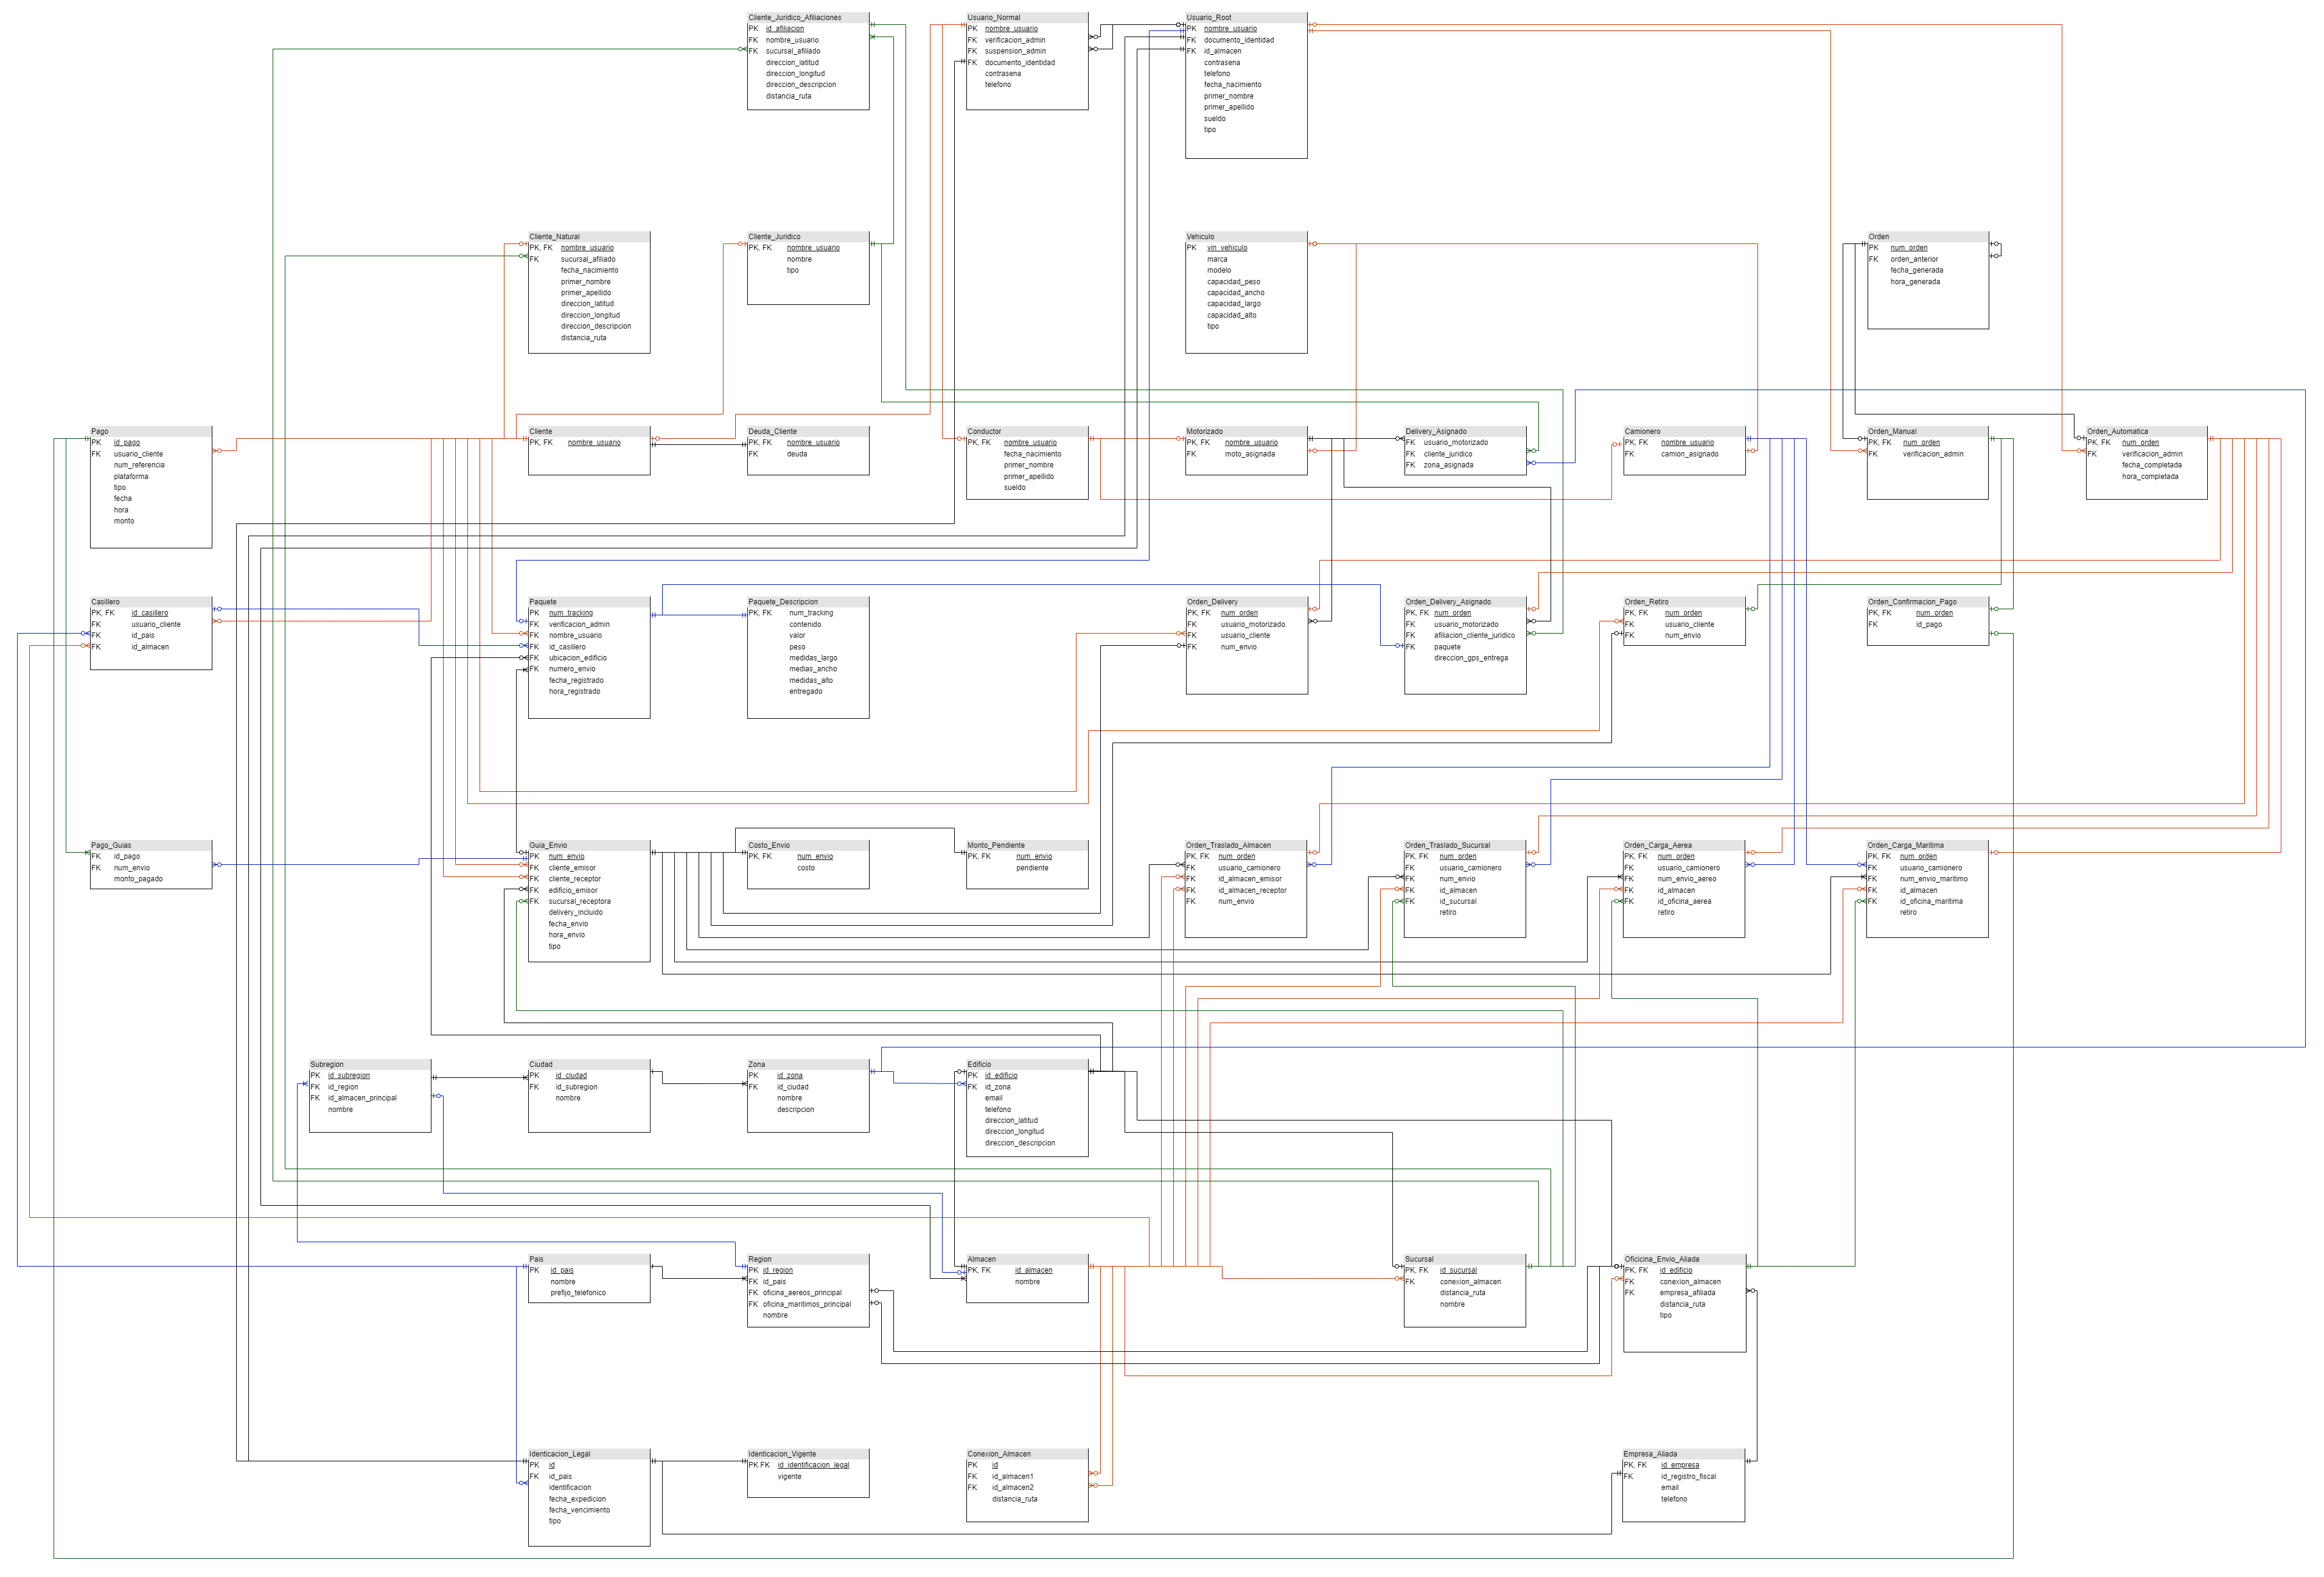 Cliente_Juridico_Afiliaciones
PK id_afiliacion
FK nombre_usuario
FK sucursal_afiliado
direccion_latitud
direccion_longitud
direccion_descripcion
distancia_ruta
Usuario_Normal
PK nombre_usuario
FK verificacion_admin
FK suspension_admin
FK documento_identidad
contrasena
telefono
Usuario_Root
PK nombre_usuario
FK documento_identidad
FK id_almacen
contrasena
telefono
fecha_nacimiento
primer_nombre
primer_apellido
sueldo
tipo
Cliente_Natural
PK, FK nombre_usuario
FK sucursal_afiliado
fecha_nacimiento
primer_nombre
primer_apellido
direccion_latitud
direccion_longitud
direccion_descripcion
distancia_ruta
Cliente_Juridico
PK, FK nombre_usuario
nombre
tipo
Vehiculo
PK vin_vehiculo
marca
modelo
capacidad_peso
capacidad_ancho
capacidad_largo
capacidad_alto
tipo
Orden
PK num_orden
FK orden_anterior
fecha_generada
hora_generada
Pago
PK id_pago
FK usuario_cliente
num_referencia
plataforma
tipo
fecha
hora
monto
Cliente
PK, FK nombre_usuario
Deuda_Cliente
PK, FK nombre_usuario
FK deuda
Conductor
PK, FK nombre_usuario
fecha_nacimiento
primer_nombre
primer_apellido
sueldo
Motorizado
PK, FK nombre_usuario
FK moto_asignada
Delivery_Asignado
FK usuario_motorizado
FK cliente_juridico
FK zona_asignada
Camionero
PK, FK nombre_usuario
FK camion_asignado
Orden_Manual
PK, FK num_orden
FK verificacion_admin
Orden_Automatica
PK, FK num_orden
FK verificacion_admin
fecha_completada
hora_completada
Casillero
PK, FK id_casillero
FK usuario_cliente
FK id_pais
FK id_almacen
Paquete
PK num_tracking
FK verificacion_admin
FK nombre_usuario
FK id_casillero
FK ubicacion_edificio
FK numero_envio
fecha_registrado
hora_registrado
Paquete_Descripcion
PK, FK num_tracking
contenido
valor
peso
medidas_largo
medias_ancho
medidas_alto
entregado
Orden_Delivery
PK, FK num_orden
FK usuario_motorizado
FK usuario_cliente
FK num_envio
Orden_Delivery_Asignado
PK, FK num_orden
FK usuario_motorizado
FK afiliacion_cliente_juridico
FK paquete
direccion_gps_entrega
Orden_Retiro
PK, FK num_orden
FK usuario_cliente
FK num_envio
Orden_Confirmacion_Pago
PK, FK num_orden
FK id_pago
Pago_Guias
FK id_pago
FK num_envio
monto_pagado
Guia_Envio
PK num_envio
FK cliente_emisor
FK cliente_receptor
FK edificio_emisor
FK sucursal_receptora
delivery_incluido
fecha_envio
hora_envio
tipo
Costo_Envio
PK, FK num_envio
costo
Monto_Pendiente
PK, FK num_envio
pendiente
Orden_Traslado_Almacen
PK, FK num_orden
FK usuario_camionero
FK id_almacen_emisor
FK id_almacen_receptor
FK num_envio
Orden_Traslado_Sucursal
PK, FK num_orden
FK usuario_camionero
FK num_envio
FK id_almacen
FK id_sucursal
retiro
Orden_Carga_Aerea
PK, FK num_orden
FK usuario_camionero
FK num_envio_aereo
FK id_almacen
FK id_oficina_aerea
retiro
Orden_Carga_Maritima
PK, FK num_orden
FK usuario_camionero
FK num_envio_maritimo
FK id_almacen
FK id_oficina_maritima
retiro
Subregion
PK id_subregion
FK id_region
FK id_almacen_principal
nombre
Ciudad
PK id_ciudad
FK id_subregion
nombre
Zona
PK id_zona
FK id_ciudad
nombre
descripcion
Edificio
PK id_edificio
FK id_zona
email
telefono
direccion_latitud
direccion_longitud
direccion_descripcion
Pais
PK id_pais
nombre
prefijo_telefonico
Region
PK id_region
FK id_pais
FK oficina_aereos_principal
FK oficina_maritimos_principal
nombre
Almacen
PK, FK id_almacen
nombre
Sucursal
PK, FK id_sucursal
FK conexion_almacen
distancia_ruta
nombre
Oficicina_Envio_Aliada
PK, FK id_edificio
FK conexion_almacen
FK empresa_afiliada
distancia_ruta
tipo
Identicacion_Legal
PK id
FK id_pais
identificacion
fecha_expedicion
fecha_vencimiento
tipo
Identicacion_Vigente
PK FK id_identificacion_legal
vigente
Conexion_Almacen
PK id
FK id_almacen1
FK id_almacen2
distancia_ruta
Empresa_Aliada
PK, FK id_empresa
FK id_registro_fiscal
email
telefono